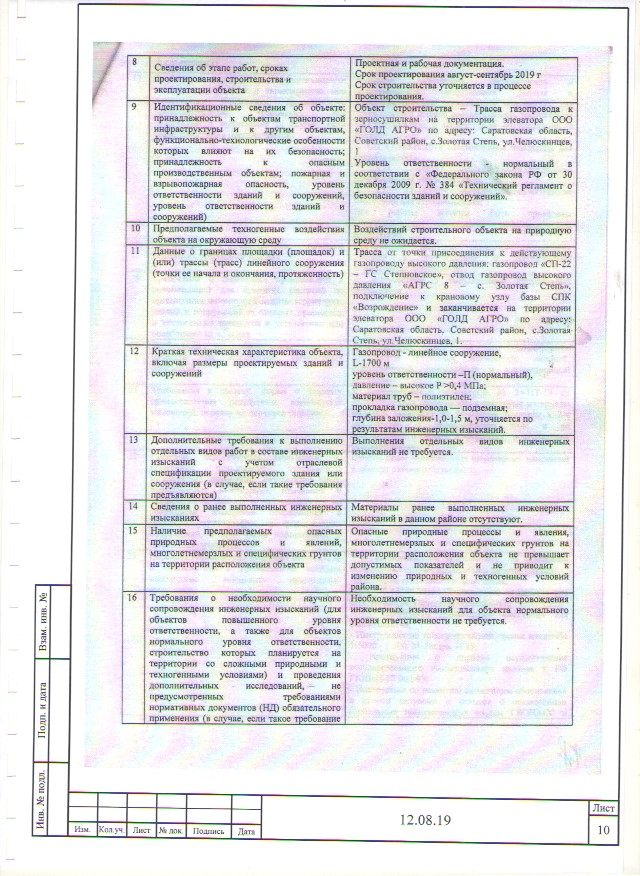 8
Сведения об этапе работ, сроках
проектирования, строительства и
эксплуатации объекта
Проектная и рабочая документация.
Срок проектирования август-сентябрь 2019 г
Срок строительства уточняется в процессе
проектирования.
9
Идентификационные сведения об объекте:
принадлежность к объектам транспортной
инфраструктуры и к другим объектам,
функционально-технологические особенности
которых влияют на их безопасность;
принадлежность к опасным
производственным объектам; пожарная и
взрывопожарная опасность, уровень
ответственности зданий и сооружений,
уровень ответственности зданий и
сооружений)
Объект строительства – Трасса газопровода к
зерносушилкам на территории элеватора ООО
«ГОЛД АГРО» по адресу: Саратовская область,
Советский район, с.Золотая Степь, ул.Челюскинцев,
1
Уровень ответственности - нормальный в
соответствии с «Федерального закона РФ от 30
декабря 2009 г. № 384 «Технический регламент о
безопасности зданий и сооружений».
10
Предполагаемые техногенные воздействия
объекта на окружающую среду
Воздействий строительного объекта на природную
среду не ожидается.
11
Данные о границах площадки (площадок) и
(или) трассы (трасс) линейного сооружения
(точки ее начала и окончания, протяженность)
Трасса от точки присоединения к действующему
газопроводу высокого давления: газопровод «СП-22
– ГС Степновское», отвод газопровод высокого
давления «АГРС 8 – с. Золотая Степь»,
подключение к крановому узлу базы СПК
«Возрождение» и заканчивается на территории
элеватора ООО «ГОЛД АГРО» по адресу:
Саратовская область, Советский район, с.Золотая
Степь, ул.Челюскинцев, 1.
12
Краткая техническая характеристика объекта,
включая размеры проектируемых зданий и
сооружений
Газопровод - линейное сооружение,
L-1700 м
уровень ответственности –П (нормальный),
давление – высокое Р >0,4 МПа;
материал труб – полиэтилен;
прокладка газопровода — подземная;
глубина заложения-1,0-1,5 м, уточняется по
результатам инженерных изысканий.
13
Дополнительные требования к выполнению
отдельных видов работ в составе инженерных
изысканий с учетом отраслевой
спецификации проектируемого здания или
сооружения (в случае, если такие требования
предъявляются)
Выполнения отдельных видов инженерных
изысканий не требуется.
14
Сведения о ранее выполненных инженерных
изысканиях
Материалы ранее выполненных инженерных
изысканий в данном районе отсутствуют.
15
Наличие предполагаемых опасных
природных процессов и явлений,
многолетнемерзлых и специфических грунтов
на территории расположения объекта
Опасные природные процессы и явления,
многолетнемерзлых и специфических грунтов на
территории расположения объекта не превышает
допустимых показателей и не приводит к
изменению природных и техногенных условий
района.
16
Требования о необходимости научного
сопровождения инженерных изысканий (для
объектов повышенного уровня
ответственности, а также для объектов
нормального уровня ответственности,
строительство которых планируется на
территории со сложными природными и
техногенными условиями) и проведения
дополнительных исследований, — не
предусмотренных требованиями
нормативных документов (НД) обязательного
применения (в случае, если такое требование
Необходимость научного сопровождения
инженерных изысканий для объекта нормального
уровня ответственности не требуется.
Взам. инв. №
Подп. и дата
Инв. № подл.
Изм. Кол.уч. Лист № док. Подпись Дата
12.08.19
Лист
10